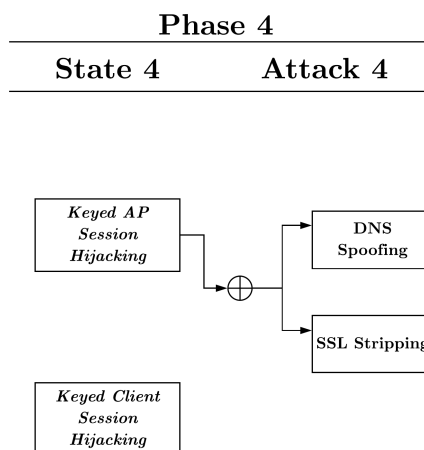 Phase 4
State 4 Attack 4
Keyed AP
Session
Hijacking
DNS
Spoofing
SSL Stripping
Keyed Client
Session
Hijacking